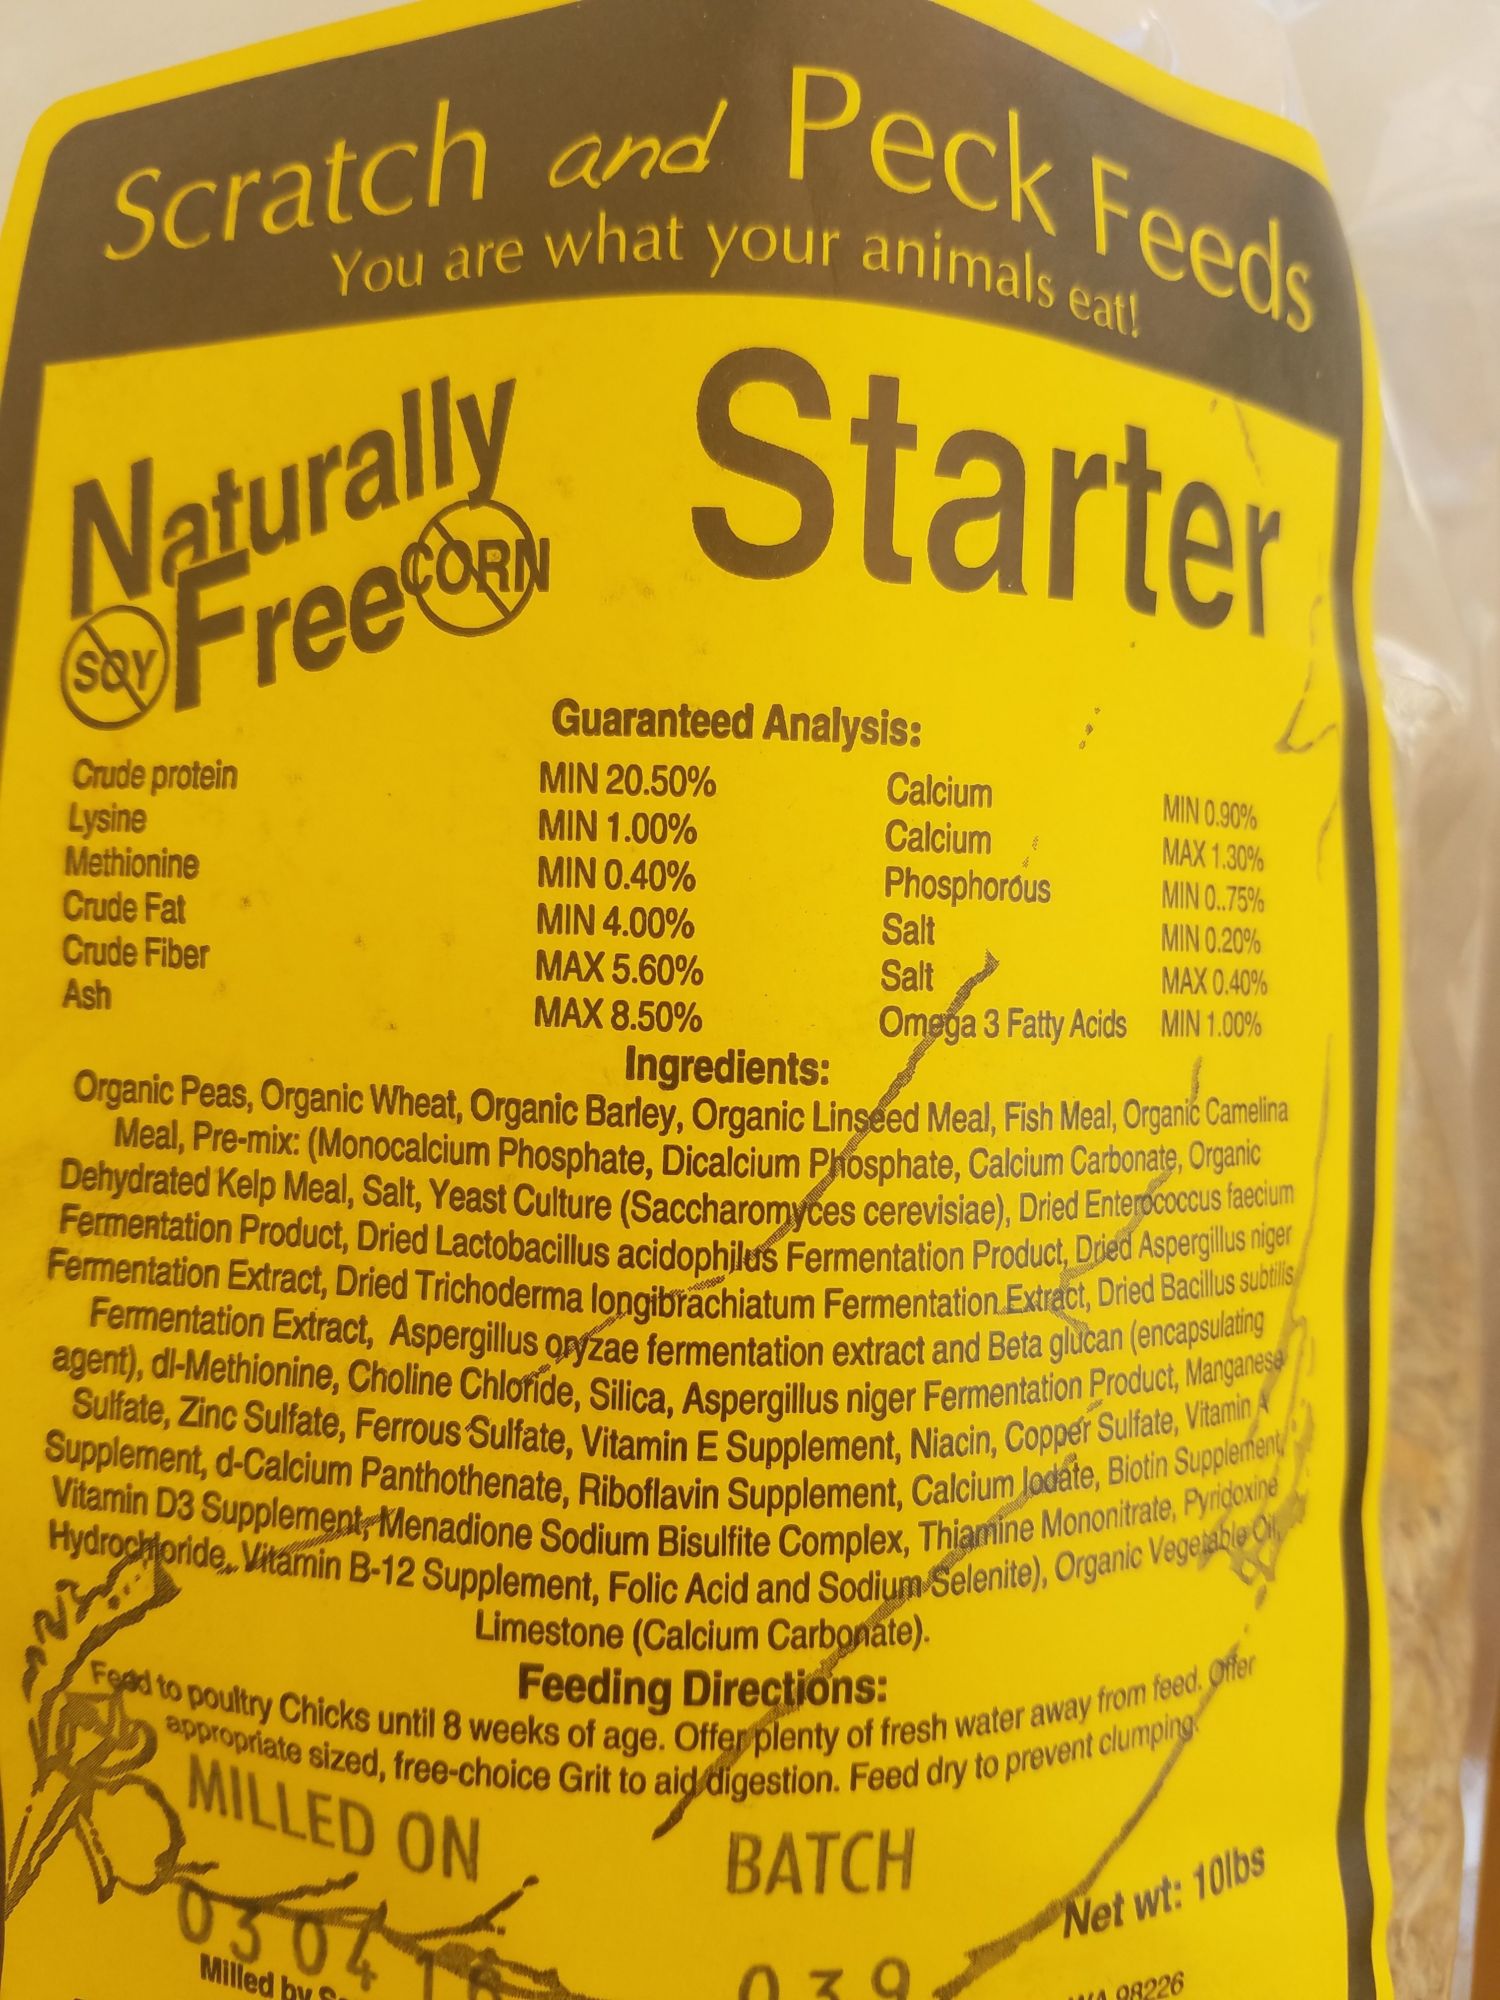 Scratch and Peck Feeds
You are what your animals eat!
Naturally
SOY Free CORN
Starter
Guaranteed Analysis:
Crude protein MIN 20.50% Calcium MIN 0.90%
Lysine MIN 1.00% Calcium MAX 1.30%
Methionine MIN 0.40% Phosphorous MIN 0..75%
Crude Fat MIN 4.00% Salt MIN 0.20%
Crude Fiber MAX 5.60% Salt MAX 0.40%
Ash MAX 8.50% Omega 3 Fatty Acids MIN 1.00%
Ingredients:
Organic Peas, Organic Wheat, Organic Barley, Organic Linseed Meal, Fish Meal, Organic Camelina
Meal, Pre-mix: (Monocalcium Phosphate, Dicalcium Phosphate, Calcium Carbonate, Organic
Dehydrated Kelp Meal, Salt, Yeast Culture (Saccharomyces cerevisiae), Dried Enterococcus faecium
Fermentation Product, Dried Lactobacillus acidophilus Fermentation Product, Dried Aspergillus niger
Fermentation Extract, Dried Trichoderma longibrachiatum Fermentation Extract, Dried Bacillus subtilis
Fermentation Extract, Aspergillus oryzae fermentation extract and Beta glucan (encapsulating
agent), dl-Methionine, Choline Chloride, Silica, Aspergillus niger Fermentation Product, Manganese
Sulfate, Zinc Sulfate, Ferrous Sulfate, Vitamin E Supplement, Niacin, Copper Sulfate, Vitamin A
Supplement, d-Calcium Panthothenate, Riboflavin Supplement, Calcium Iodate, Biotin Supplement,
Vitamin D3 Supplement, Menadione Sodium Bisulfite Complex, Thiamine Mononitrate, Pyridoxine
Hydrochloride, Vitamin B-12 Supplement, Folic Acid and Sodium Selenite), Organic Vegetable Oil,
Limestone (Calcium Carbonate).
Feeding Directions:
Feed to poultry Chicks until 8 weeks of age. Offer plenty of fresh water away from feed. Offer
appropriate sized, free-choice Grit to aid digestion. Feed dry to prevent clumping.
MILLED ON BATCH
Net wt: 10lbs
0304 16 039
Milled by WA 98226